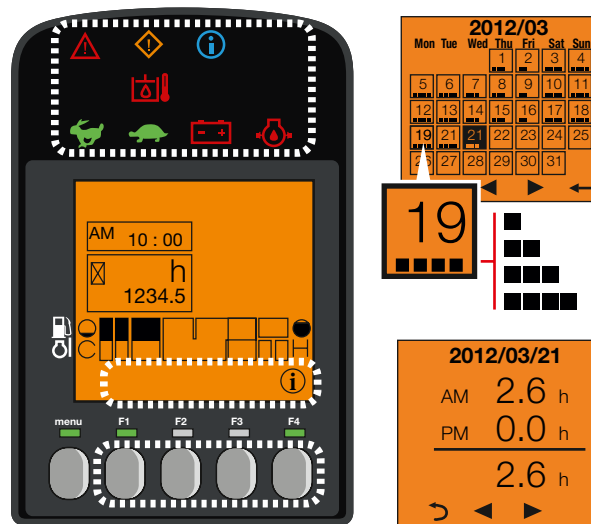 AM 10 : 00
h
1234.5
C H
menu F1 F2 F3 F4
2012/03
Mon Tue Wed Thu Fri Sat Sun
1 2 3 4
5 6 7 8 9 10 11
12 13 14 15 16 17 18
19 21 21 22 23 24 25
26 27 28 29 30 31
19
2012/03/21
AM 2.6 h
PM 0.0 h
2.6 h